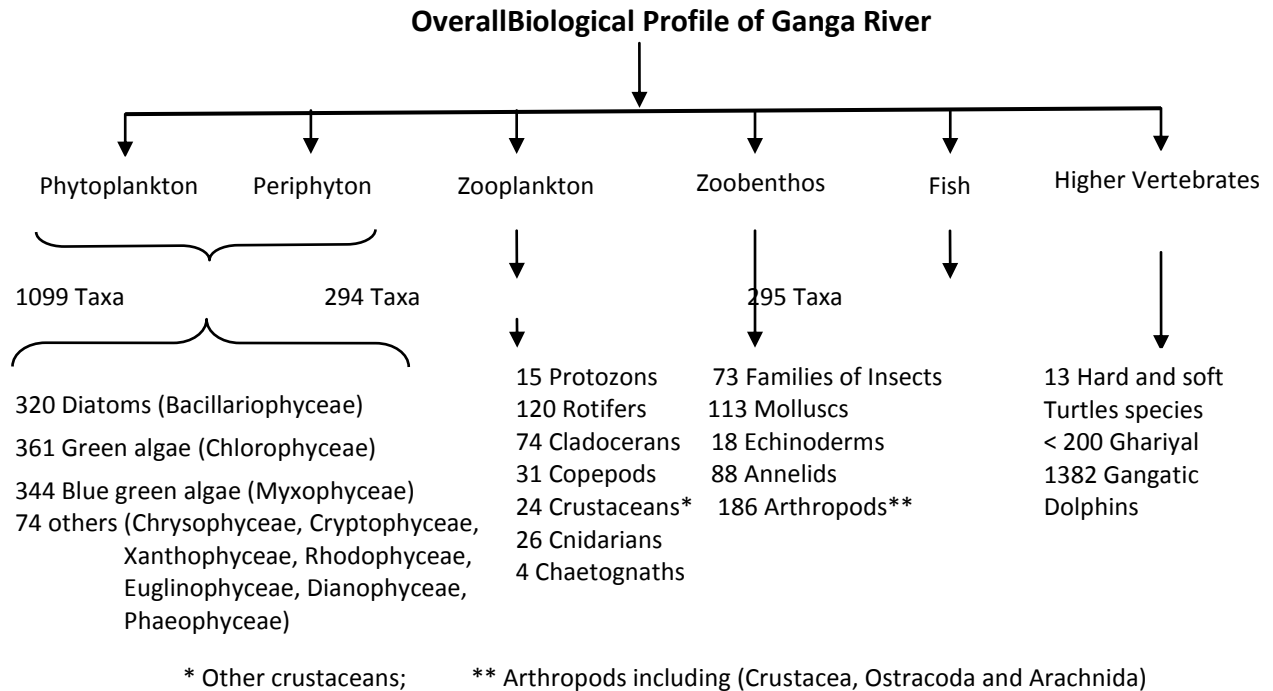 OverallBiological Profile of Ganga River
Phytoplankton
Periphyton
Zooplankton
Zoobenthos
Fish
Higher Vertebrates
1099 Taxa
294 Taxa
295 Taxa
320 Diatoms (Bacillariophyceae)
361 Green algae (Chlorophyceae)
344 Blue green algae (Myxophyceae)
74 others (Chrysophyceae, Cryptophyceae,
Xanthophyceae, Rhodophyceae,
Euglinophyceae, Dianophyceae,
Phaeophyceae)
15 Protozons
120 Rotifers
74 Cladocerans
31 Copepods
24 Crustaceans*
26 Cnidarians
4 Chaetognaths
73 Families of Insects
113 Molluscs
18 Echinoderms
88 Annelids
186 Arthropods**
13 Hard and soft
Turtles species
< 200 Ghariyal
1382 Gangatic
Dolphins
* Other crustaceans; ** Arthropods including (Crustacea, Ostracoda and Arachnida)